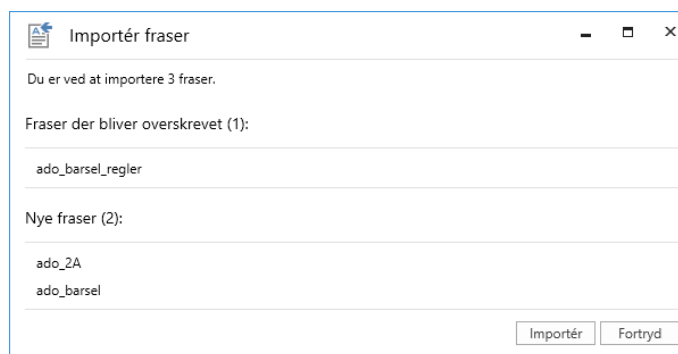 Importér fraser
Du er ved at importere 3 fraser.
Fraser der bliver overskrevet (1):
ado_barsel_regler
Nye fraser (2):
ado_2A
ado_barsel
Importér Fortryd